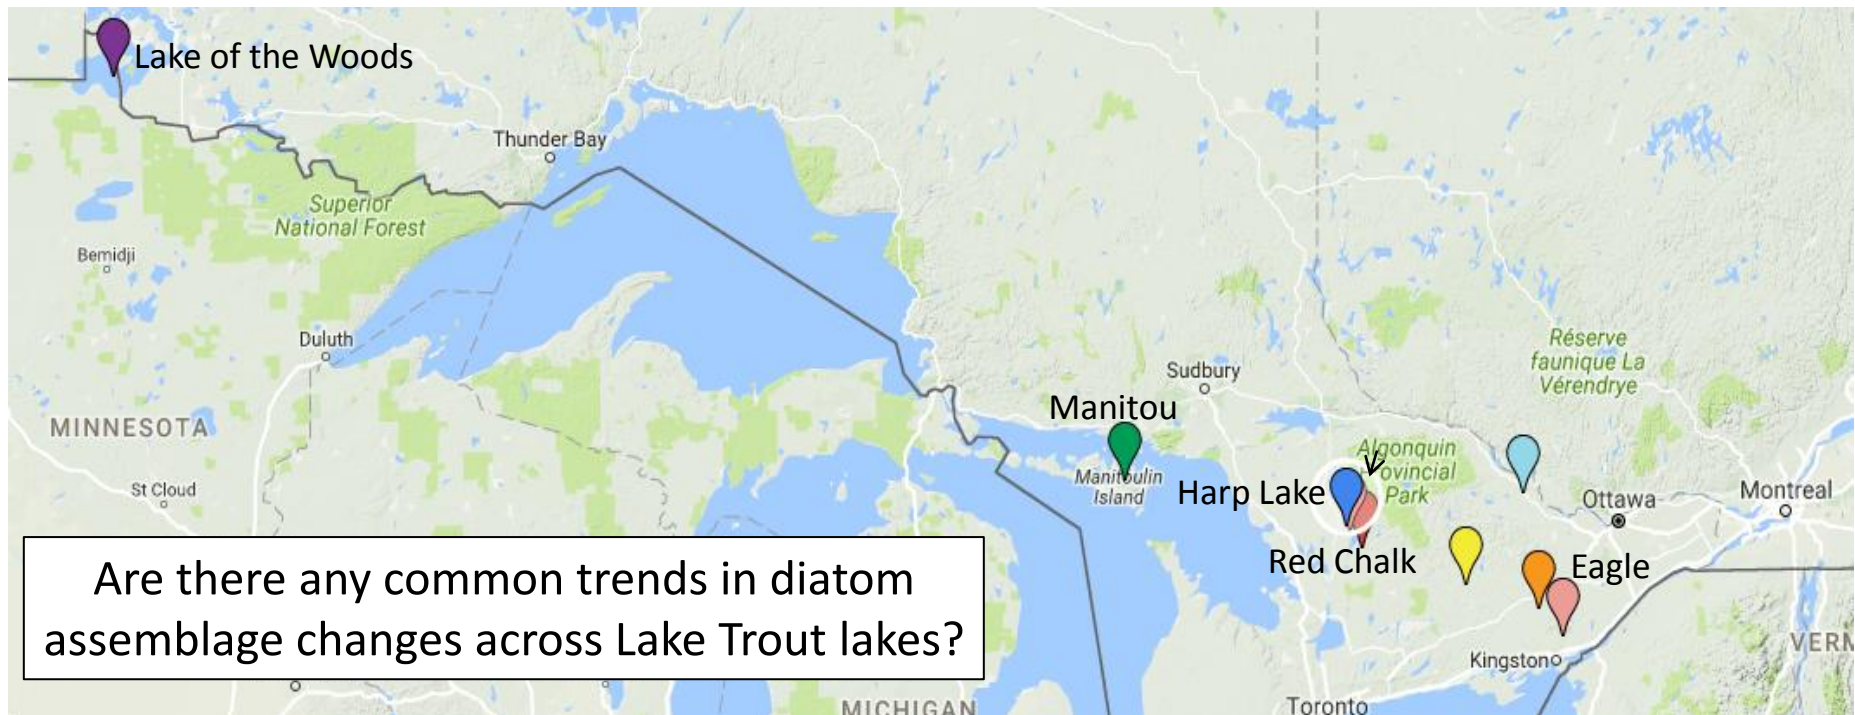 Lake of the Woods
Thunder Bay
Superior
National Forest
Bemidji
Duluth
MINNESOTA
St Cloud
Sudbury
Manitou
Manitoulin
Island
Réserve
faunique La
Vérendrye
Algonquin
Provincial
Park
Harp Lake
Red Chalk
Ottawa
Montreal
Eagle
Kingston
Toronto
MICHIGAN
VERM
Are there any common trends in diatom
assemblage changes across Lake Trout lakes?